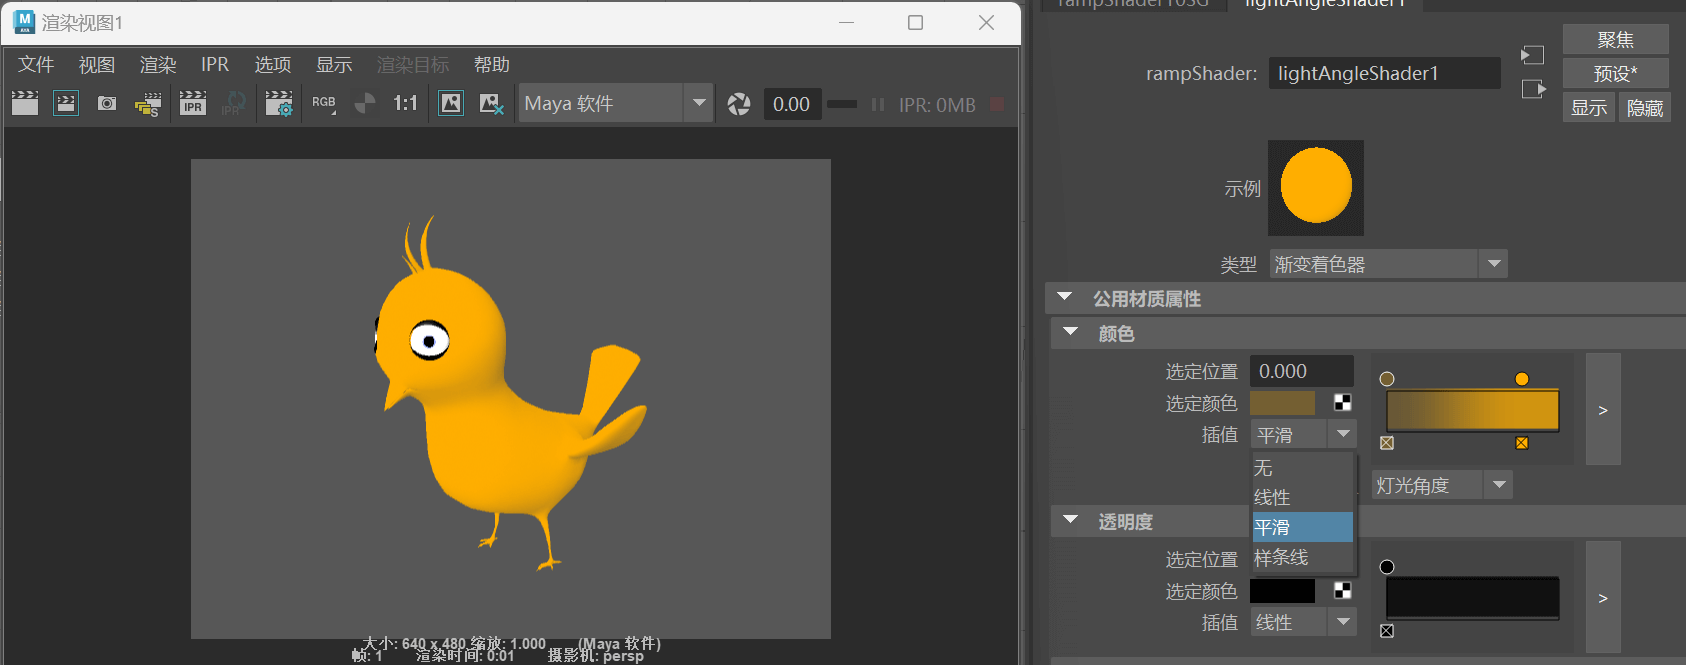 渲染视图1
文件 视图 渲染 IPR 选项 显示 渲染目标 帮助
IPR IPR RGB 1:1 Maya 软件 0.00 IPR: 0MB
大小: 640 x 480 缩放: 1.000 (Maya 软件)
帧: 1 渲染时间: 0:01 摄影机: persp
rampShader10SG lightAngleShader1
rampShader: lightAngleShader1
聚焦
预设*
显示 隐藏
示例
类型 渐变着色器
公用材质属性
颜色
选定位置 0.000
选定颜色
插值 平滑
无
线性
平滑
样条线
>
灯光角度
透明度
选定位置
选定颜色
插值 线性
>